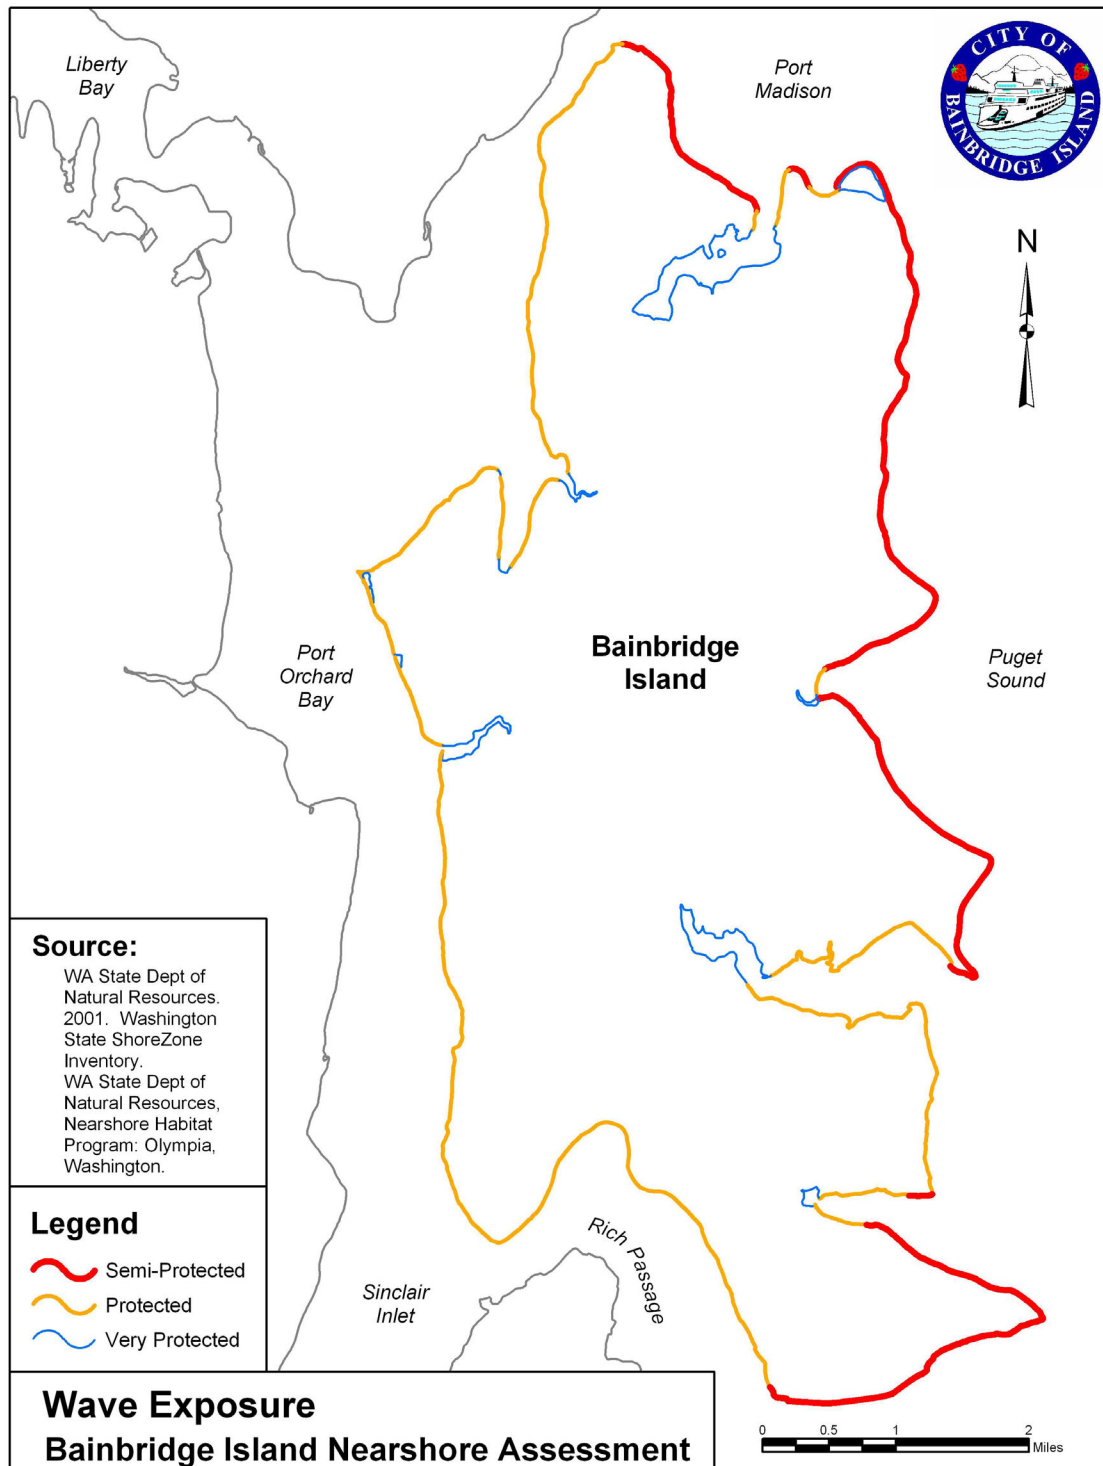 Liberty
Bay
Port
Madison
CITY OF
BAINBRIDGE ISLAND
N
Bainbridge
Island
Port
Orchard
Bay
Puget
Sound
Source:
WA State Dept of
Natural Resources.
2001. Washington
State ShoreZone
Inventory.
WA State Dept of
Natural Resources,
Nearshore Habitat
Program: Olympia,
Washington.
Legend
Semi-Protected
Protected
Very Protected
Rich Passage
Sinclair
Inlet
Wave Exposure
Bainbridge Island Nearshore Assessment
0 0.5 1 2
Miles